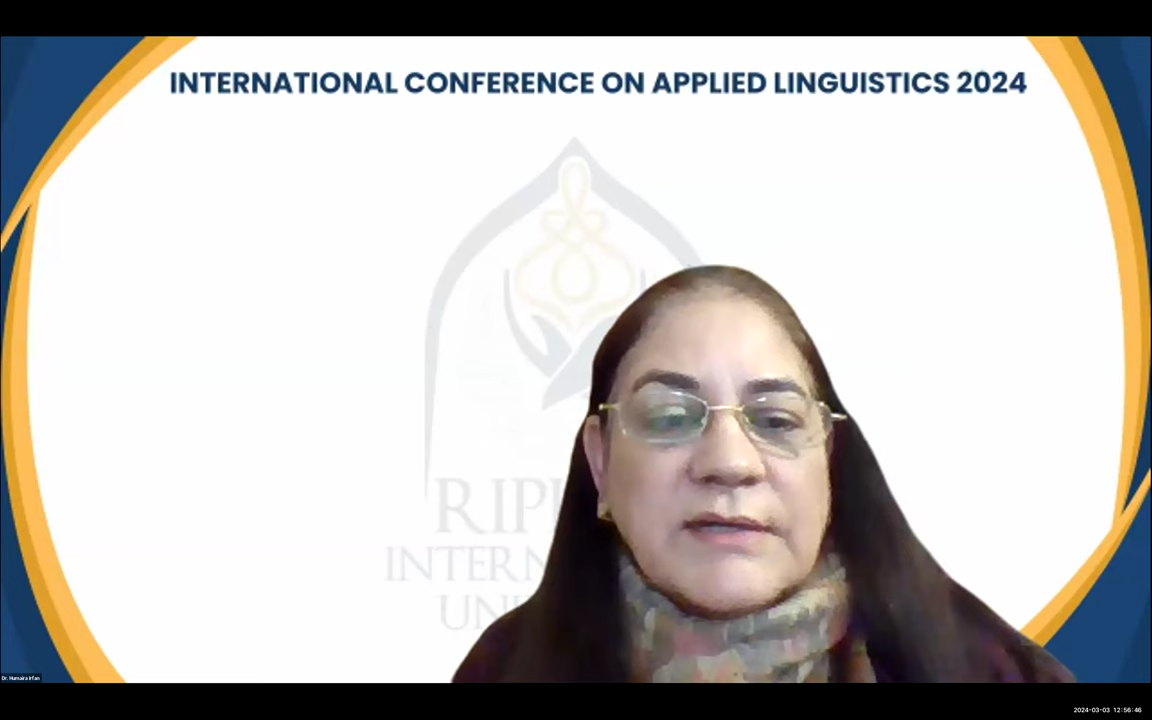 INTERNATIONAL CONFERENCE ON APPLIED LINGUISTICS 2024
Dr. Humaira Irfan
2024-03-03 12:56:46